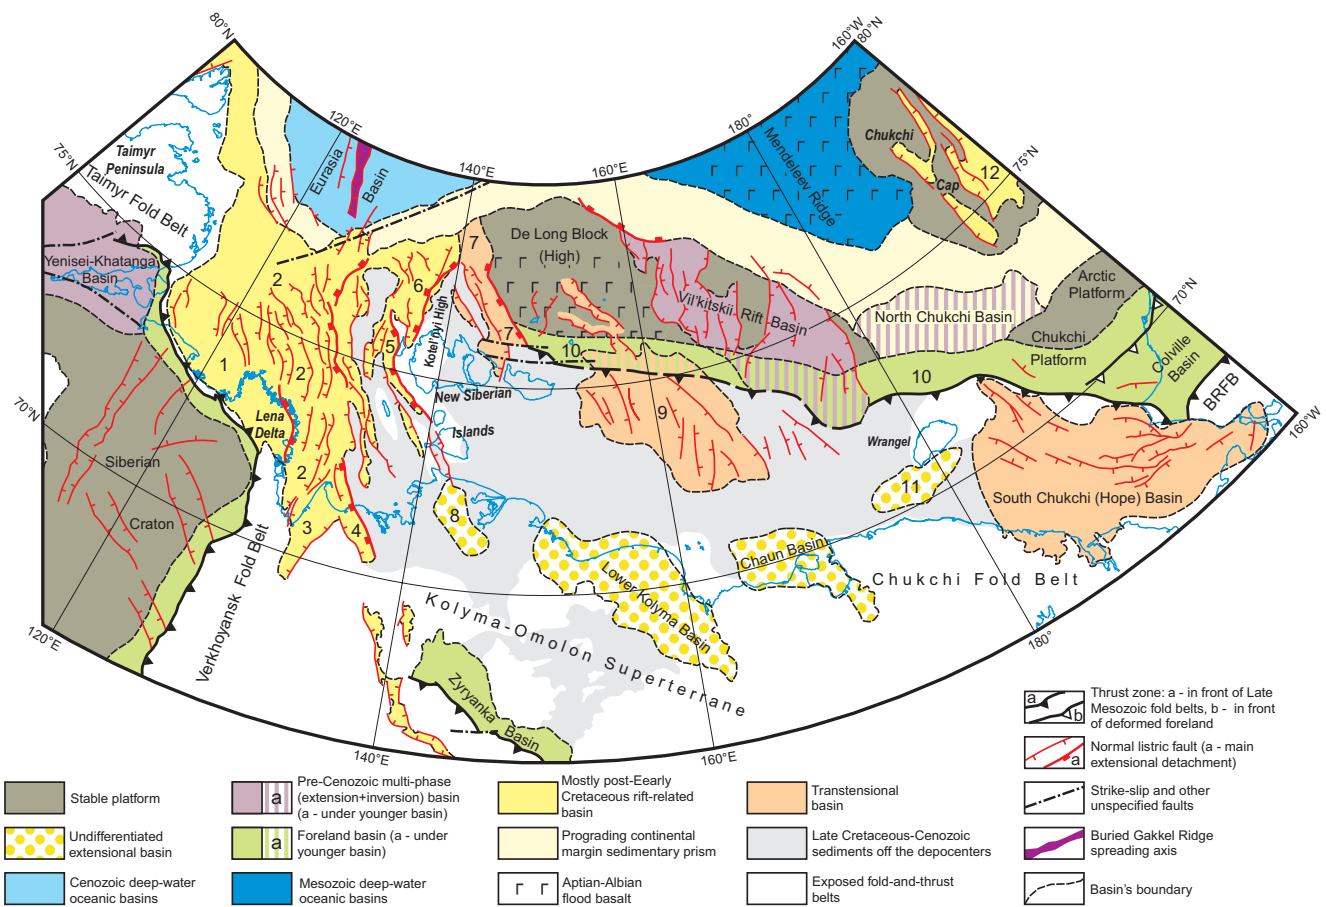 80°N
160°W
80°N
120°E
180°
Chukchi
75°N
Taimyr
Peninsula
Eurasia
Basin
140°E
160°E
Mendeleev Ridge
75°N
12
Cap
Taimyr Fold Belt
De Long Block
(High)
7
Yenisei-Khatanga
Basin
2
6
Arctic
Platform
70°N
Vil'kitskii Rift Basin
North Chukchi Basin
Kotel'nyi High
7
Chukchi
Platform
5
10
Colville
Basin
1
2
10
BRFB
New Siberian
Islands
70°N
Lena
Delta
9
160°W
Wrangel
Siberian
2
11
South Chukchi (Hope) Basin
8
Craton
3
4
Chaun Basin
Chukchi Fold Belt
Lower Kolyma Basin
Verkhoyansk Fold Belt
Kolyma-Omolon Superterrane
120°E
180°
Zyryanka Basin
140°E
160°E
a
b
Thrust zone: a - in front of Late
Mesozoic fold belts, b - in front
of deformed foreland
a
Normal listric fault (a - main
extensional detachment)
Stable platform
a
Pre-Cenozoic multi-phase
(extension+inversion) basin
(a - under younger basin)
Mostly post-Eearly
Cretaceous rift-related
basin
Transtensional
basin
Strike-slip and other
unspecified faults
Undifferentiated
extensional basin
a
Foreland basin (a - under
younger basin)
Prograding continental
margin sedimentary prism
Late Cretaceous-Cenozoic
sediments off the depocenters
Buried Gakkel Ridge
spreading axis
Cenozoic deep-water
oceanic basins
Mesozoic deep-water
oceanic basins
Aptian-Albian
flood basalt
Exposed fold-and-thrust
belts
Basin's boundary